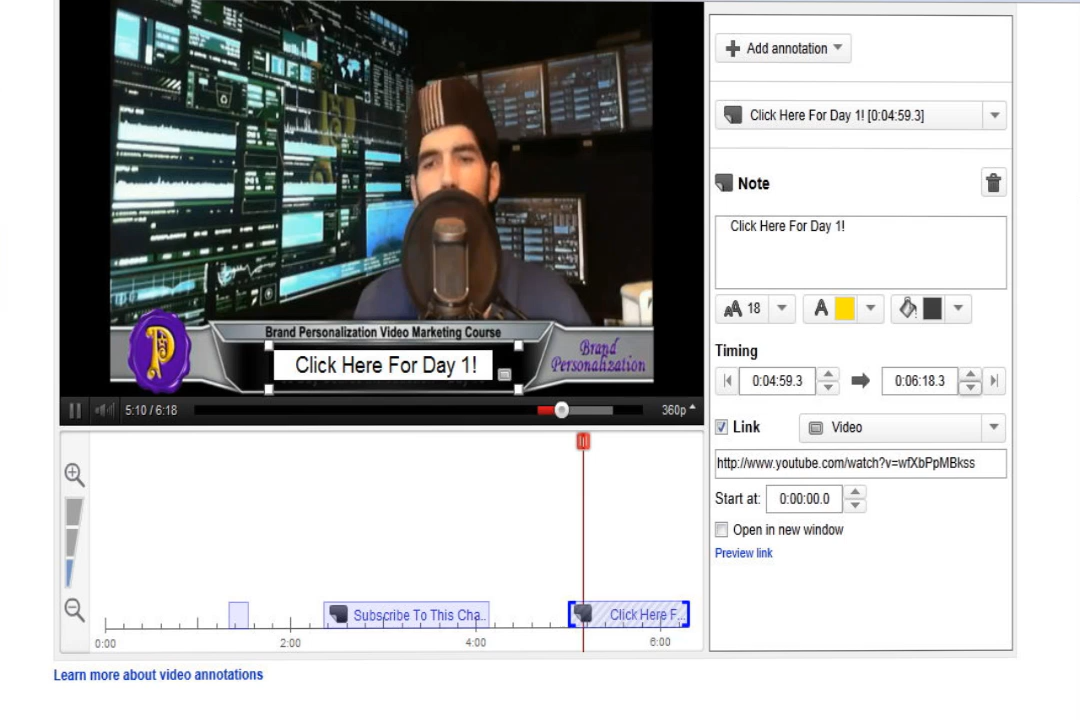 Add annotation
Click Here For Day 1! [0:04:59.3]
Note
Click Here For Day 1!
18
A
Timing
0:04:59.3
0:06:18.3
Link
Video
http://www.youtube.com/watch?v=wfXbPpMBkss
Start at: 0:00:00.0
Open in new window
Preview link
Brand Personalization Video Marketing Course
P
Click Here For Day 1!
Brand
Personalization
5:10 / 6:18
360p
Subscribe To This Cha..
Click Here F...
0:00
2:00
4:00
6:00
Learn more about video annotations